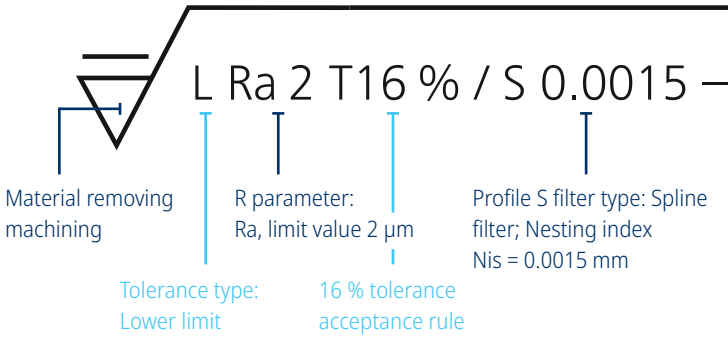 L Ra 2 T16 % / S 0.0015 –
Material removing
machining
R parameter:
Ra, limit value 2 µm
Profile S filter type: Spline
filter; Nesting index
Nis = 0.0015 mm
Tolerance type:
Lower limit
16 % tolerance
acceptance rule